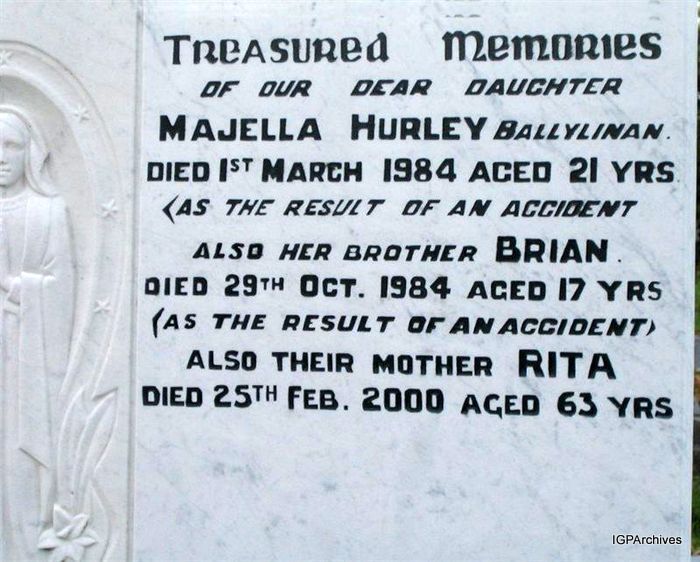 Treasured Memories
OF OUR DEAR DAUGHTER
MAJELLA HURLEY BALLYLINAN.
DIED 1ST MARCH 1984 AGED 21 YRS
(AS THE RESULT OF AN ACCIDENT
ALSO HER BROTHER BRIAN.
DIED 29TH OCT. 1984 AGED 17 YRS
(AS THE RESULT OF AN ACCIDENT)
ALSO THEIR MOTHER RITA
DIED 25TH FEB. 2000 AGED 63 YRS
IGPArchives